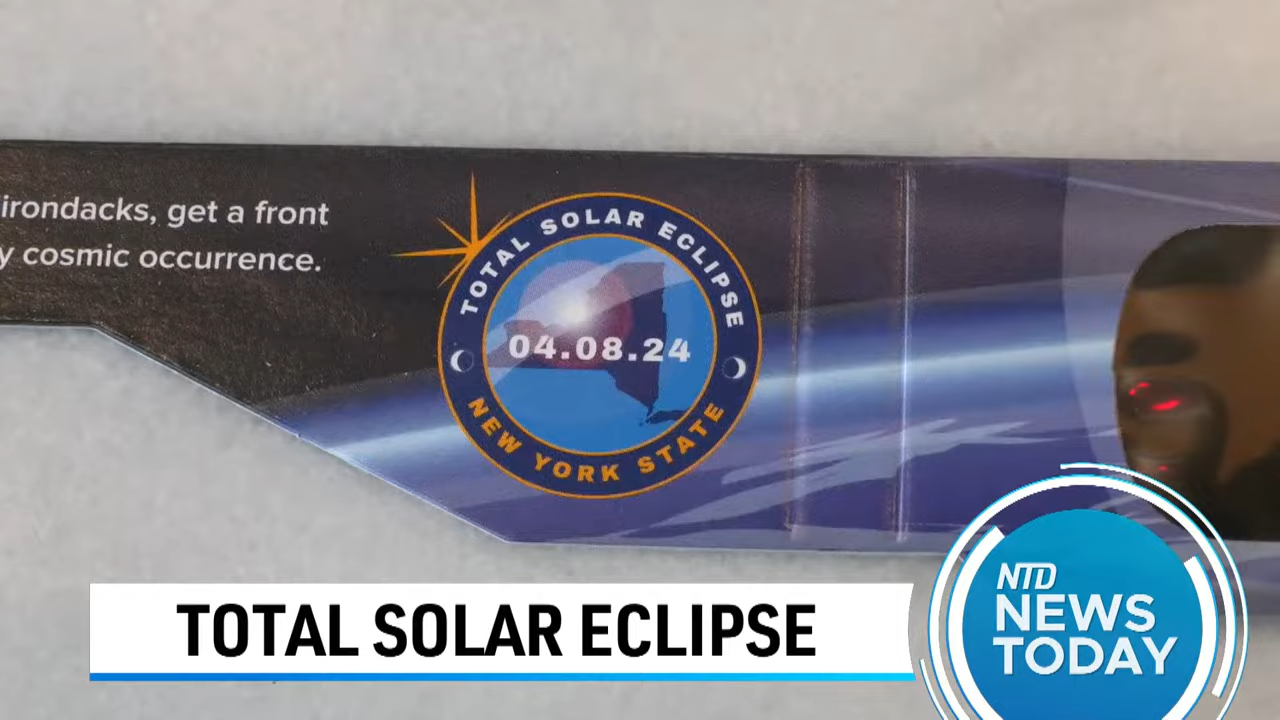 irondacks, get a front
y cosmic occurrence.
TOTAL SOLAR ECLIPSE
04.08.24
NEW YORK STATE
TOTAL SOLAR ECLIPSE
NTD
NEWS
TODAY